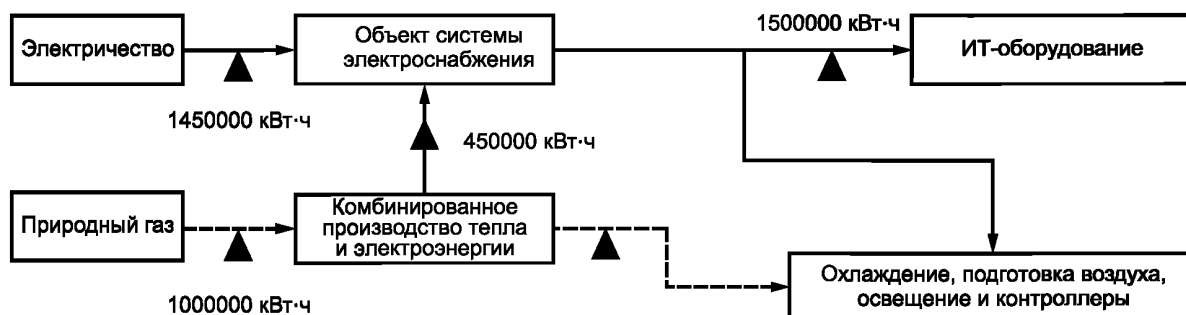 Электричество
Объект системы
электроснабжения
1500000 кВт·ч
ИТ-оборудование
1450000 кВт·ч
450000 кВт·ч
Природный газ
Комбинированное
производство тепла
и электроэнергии
1000000 кВт·ч
Охлаждение, подготовка воздуха,
освещение и контроллеры